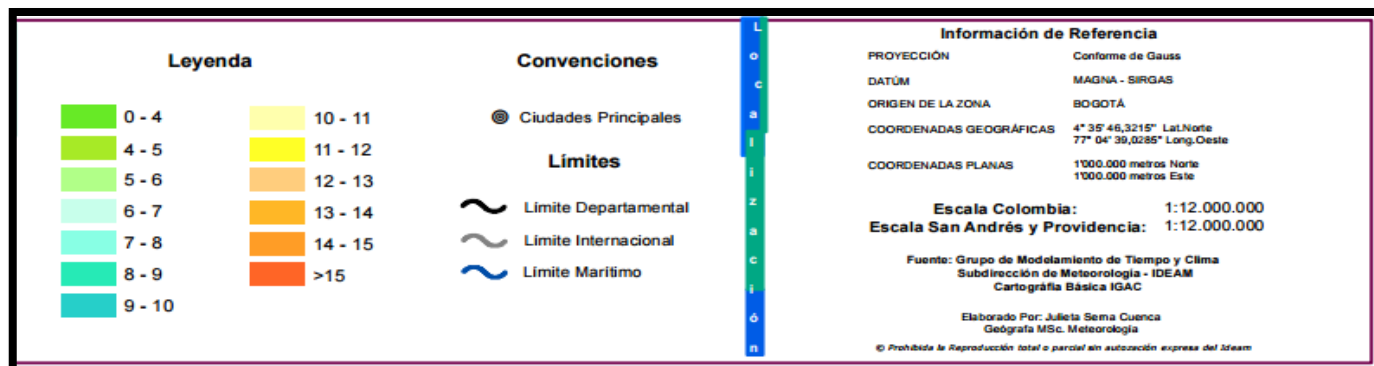 Leyenda
0 - 4
4 - 5
5 - 6
6 - 7
7 - 8
8 - 9
9 - 10
10 - 11
11 - 12
12 - 13
13 - 14
14 - 15
>15
Convenciones
Ciudades Principales
Límites
Límite Departamental
Límite Internacional
Límite Marítimo
Localización
Información de Referencia
PROYECCIÓN Conforme de Gauss
DATÚM MAGNA - SIRGAS
ORIGEN DE LA ZONA BOGOTÁ
COORDENADAS GEOGRÁFICAS 4° 35' 46,3215" Lat.Norte
77° 04' 39,0285" Long.Oeste
COORDENADAS PLANAS 1'000.000 metros Norte
1'000.000 metros Este
Escala Colombia: 1:12.000.000
Escala San Andrés y Providencia: 1:12.000.000
Fuente: Grupo de Modelamiento de Tiempo y Clima
Subdirección de Meteorologia - IDEAM
Cartográfia Básica IGAC
Elaborado Por: Julieta Serna Cuenca
Geógrafa MSc. Meteorología
© Prohibida la Reproducción total o parcial sin autozación expresa del Ideam